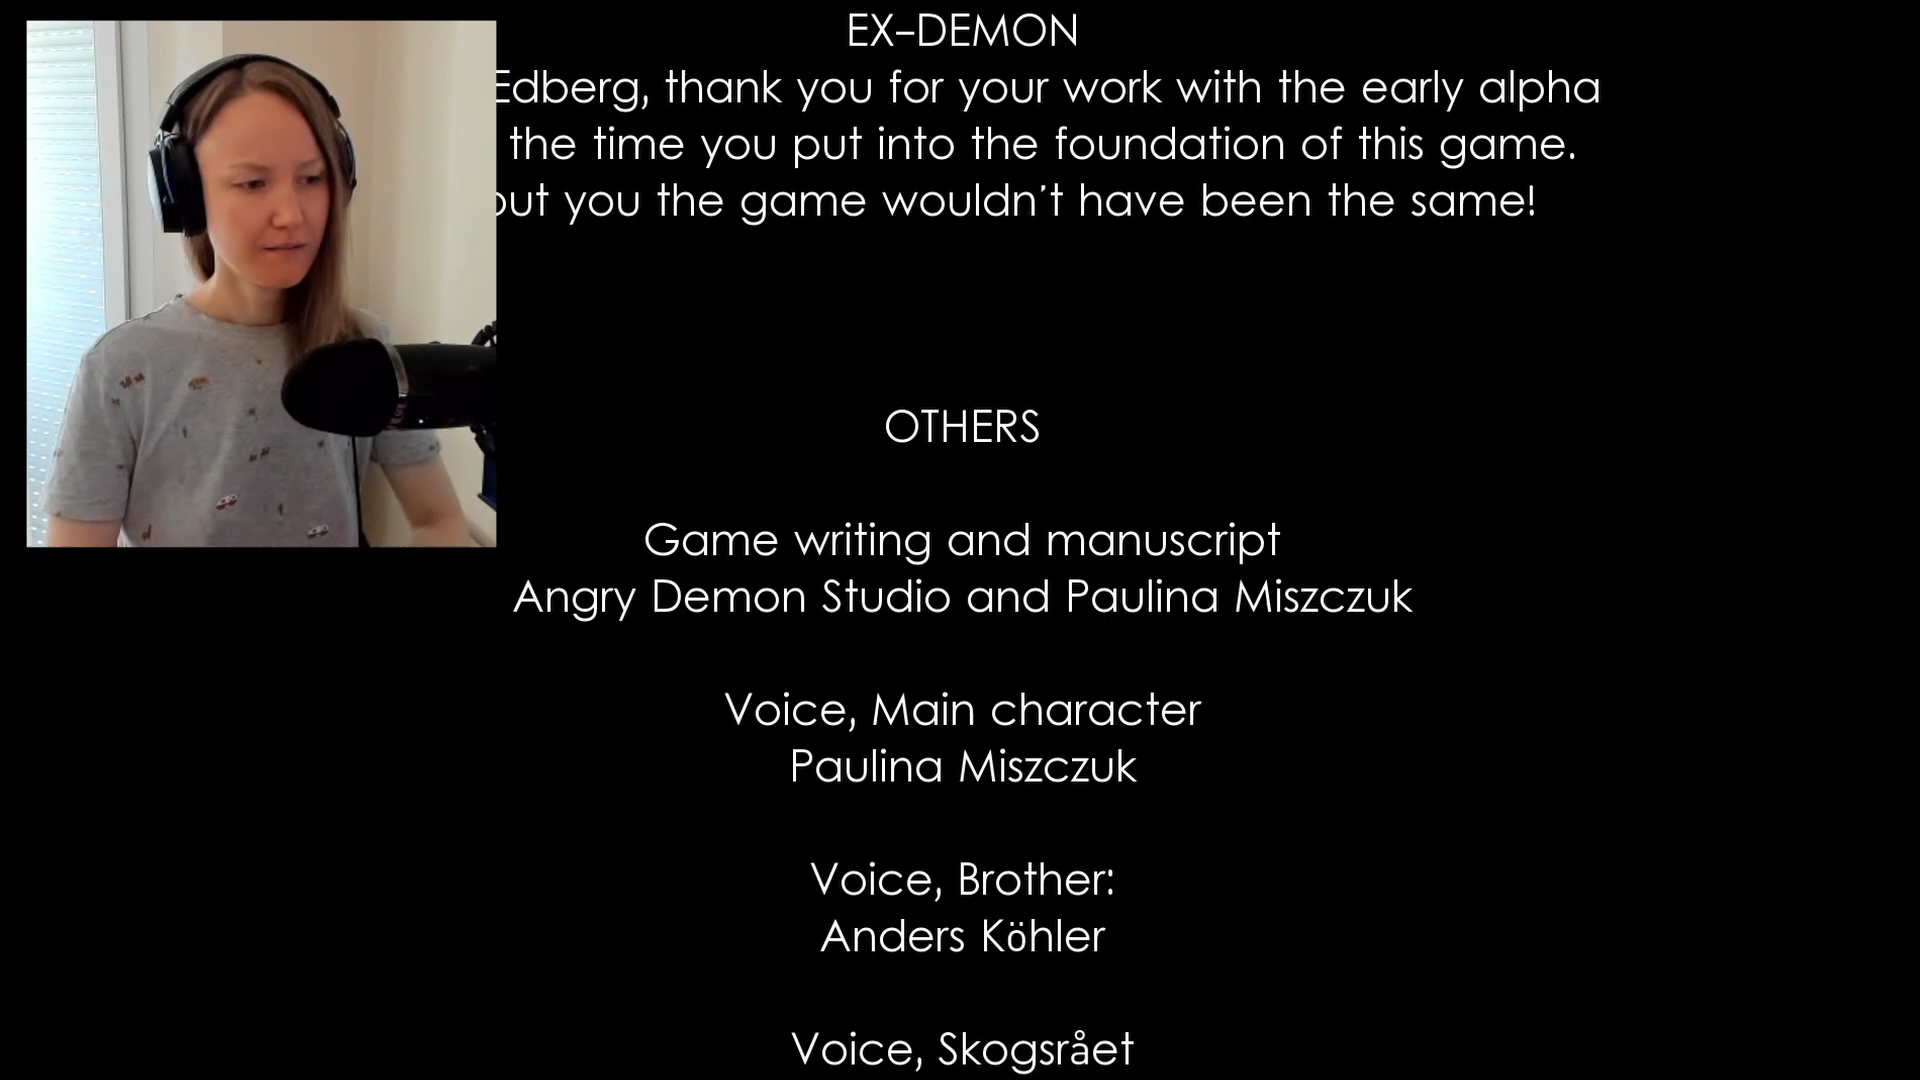 EX–DEMON
Edberg, thank you for your work with the early alpha
the time you put into the foundation of this game.
you the game wouldn't have been the same!
OTHERS
Game writing and manuscript
Angry Demon Studio and Paulina Miszczuk
Voice, Main character
Paulina Miszczuk
Voice, Brother:
Anders Köhler
Voice, Skogsrået